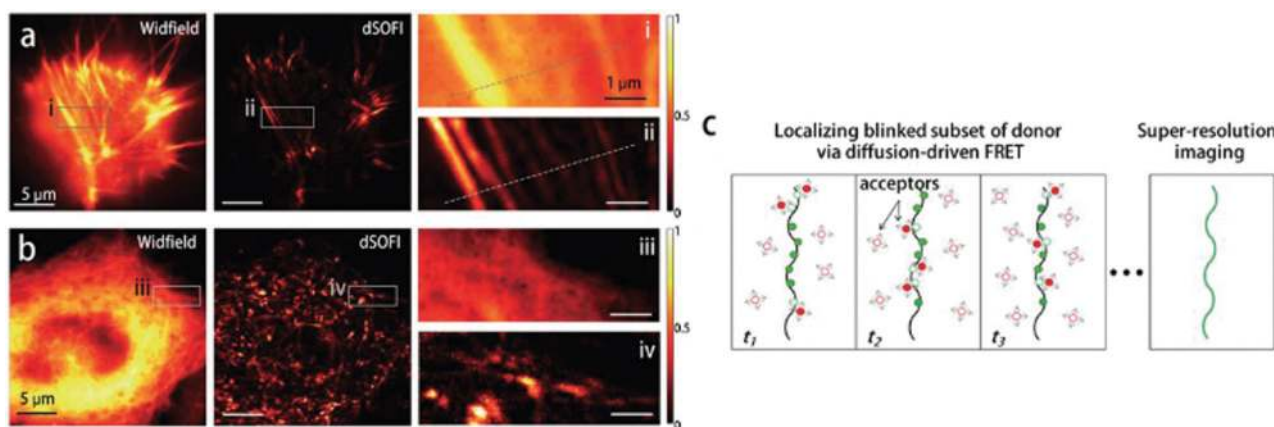 a
Widfield
dSOFI
i
ii
5 µm
i
1 µm
ii
1
0.5
0
b
Widfield
dSOFI
iii
iv
5 µm
iii
iv
1
0.5
0
C
Localizing blinked subset of donor
via diffusion-driven FRET
Super-resolution
imaging
acceptors
t1
t2
t3